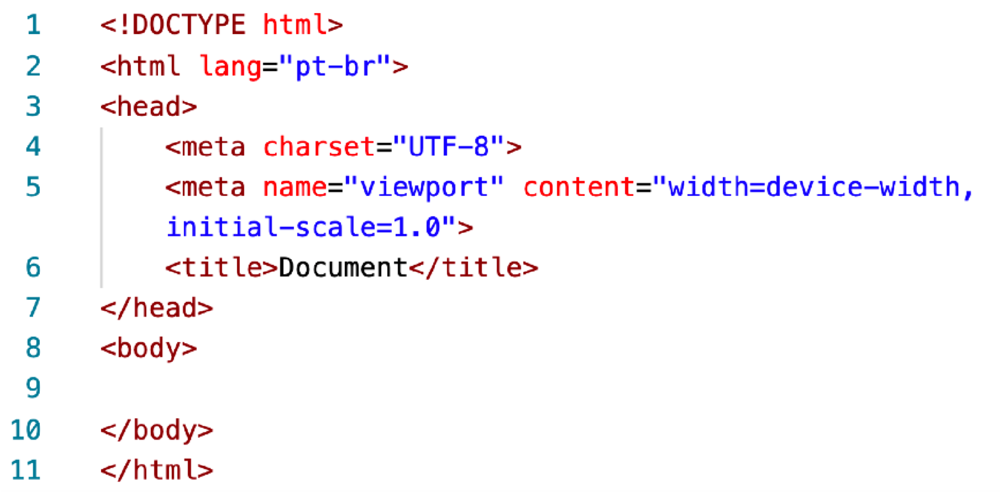 1 <!DOCTYPE html>
2 <html lang="pt-br">
3 <head>
4 <meta charset="UTF-8">
5 <meta name="viewport" content="width=device-width,
initial-scale=1.0">
6 <title>Document</title>
7 </head>
8 <body>
9
10 </body>
11 </html>